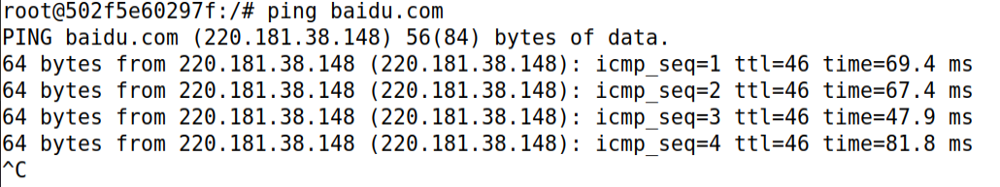 root@502f5e60297f:/# ping baidu.com
PING baidu.com (220.181.38.148) 56(84) bytes of data.
64 bytes from 220.181.38.148 (220.181.38.148): icmp_seq=1 ttl=46 time=69.4 ms
64 bytes from 220.181.38.148 (220.181.38.148): icmp_seq=2 ttl=46 time=67.4 ms
64 bytes from 220.181.38.148 (220.181.38.148): icmp_seq=3 ttl=46 time=47.9 ms
64 bytes from 220.181.38.148 (220.181.38.148): icmp_seq=4 ttl=46 time=81.8 ms
^C